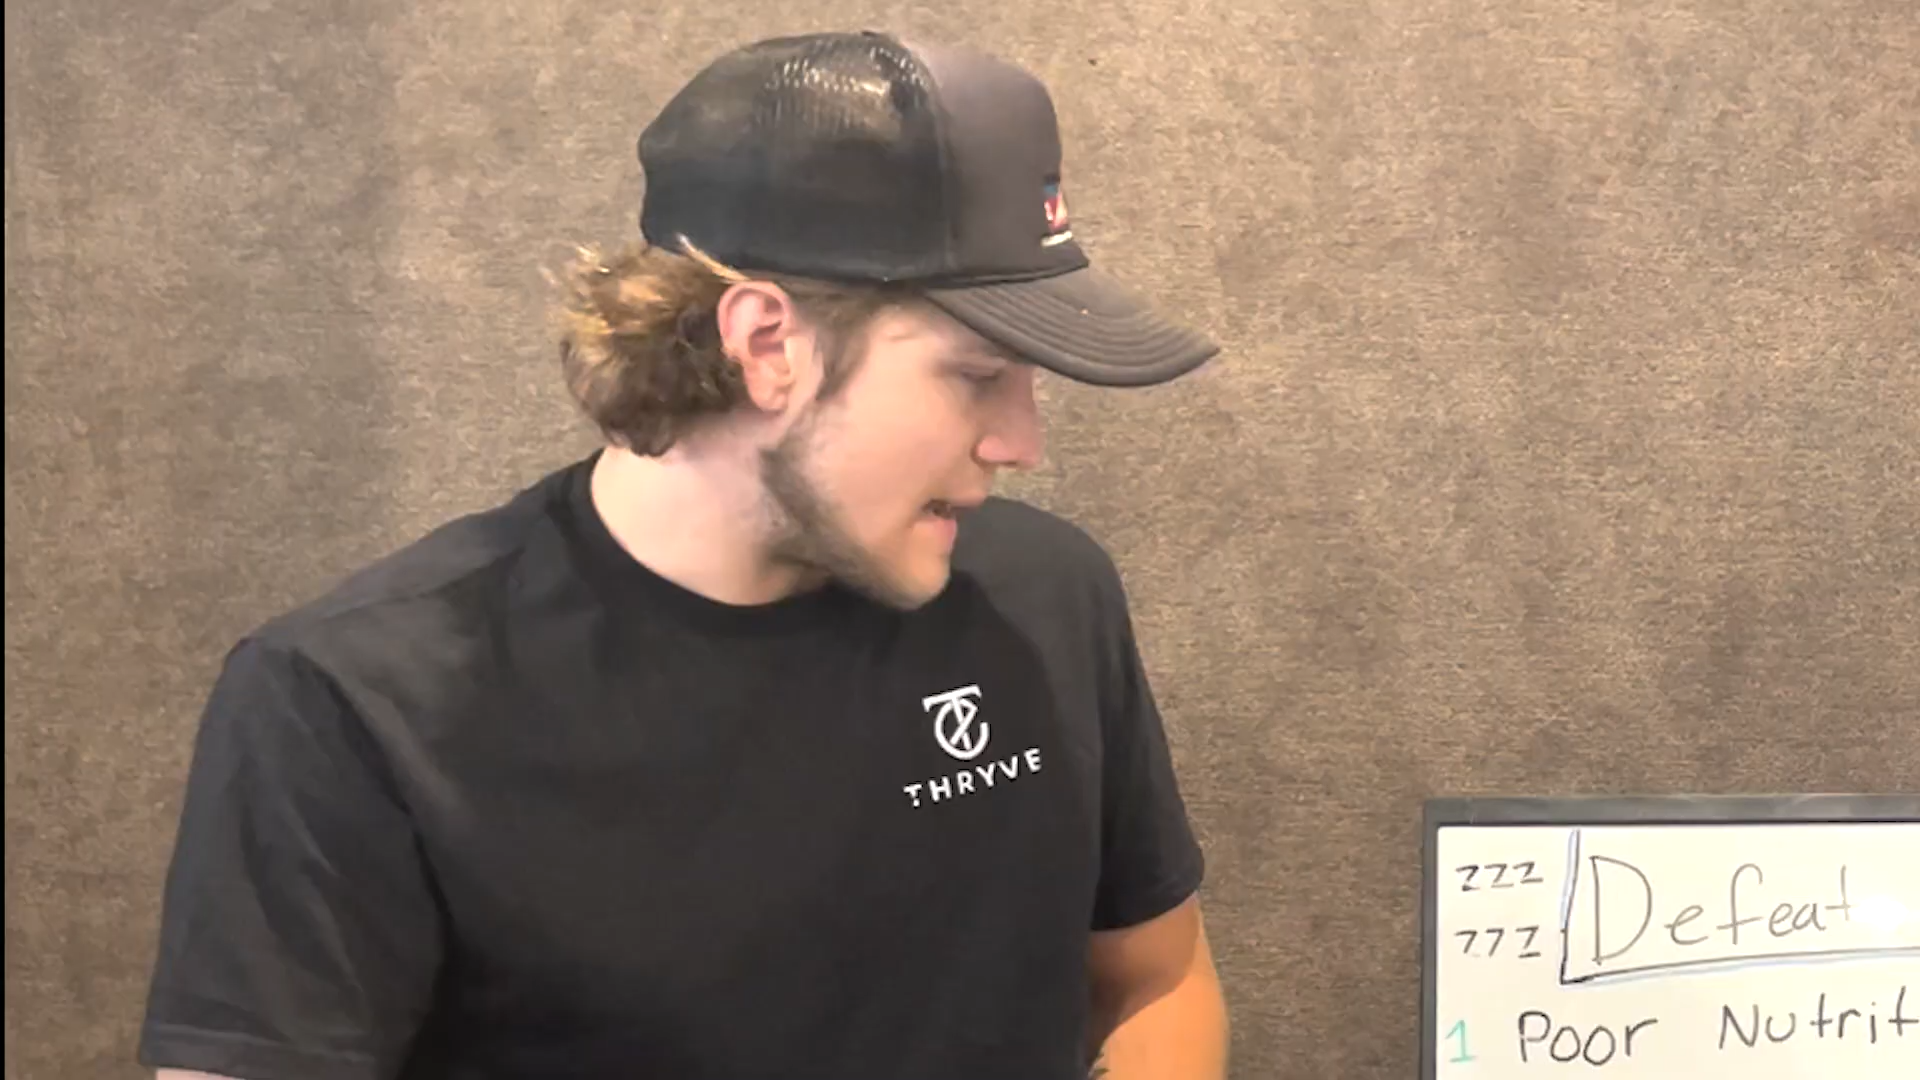 THRYVE
ZZZ
ZZZ
Defeat
1 Poor Nutrit